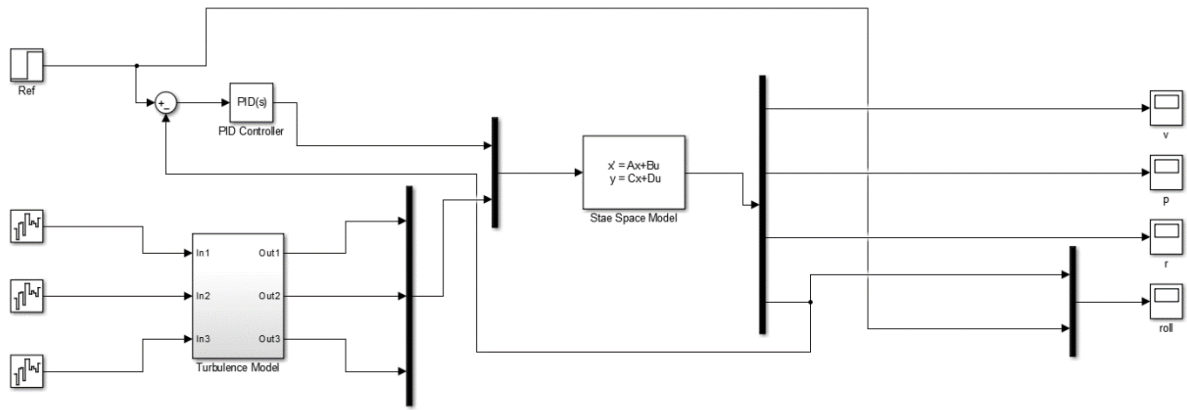 Ref
+
_
PID(s)
PID Controller
x' = Ax+Bu
y = Cx+Du
Stae Space Model
v
p
r
roll
In1
Out1
In2
Out2
In3
Out3
Turbulence Model